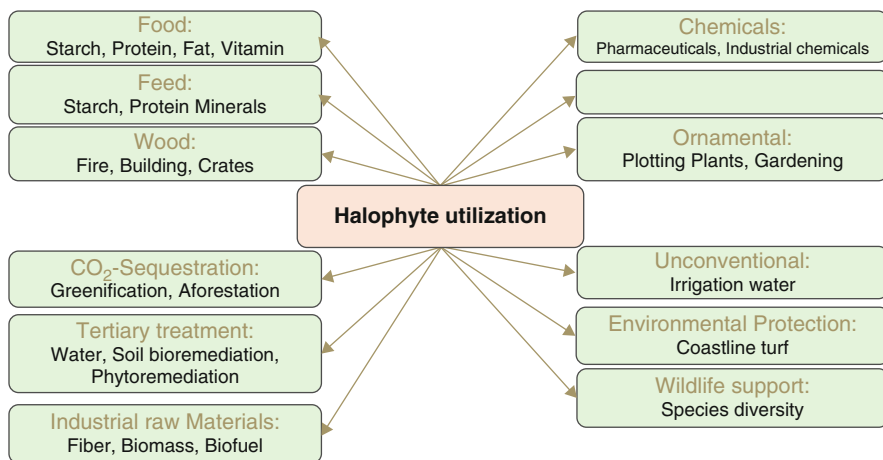 Food:
Starch, Protein, Fat, Vitamin
Feed:
Starch, Protein Minerals
Wood:
Fire, Building, Crates
Chemicals:
Pharmaceuticals, Industrial chemicals
Ornamental:
Plotting Plants, Gardening
Halophyte utilization
CO₂-Sequestration:
Greenification, Aforestation
Tertiary treatment:
Water, Soil bioremediation,
Phytoremediation
Industrial raw Materials:
Fiber, Biomass, Biofuel
Unconventional:
Irrigation water
Environmental Protection:
Coastline turf
Wildlife support:
Species diversity